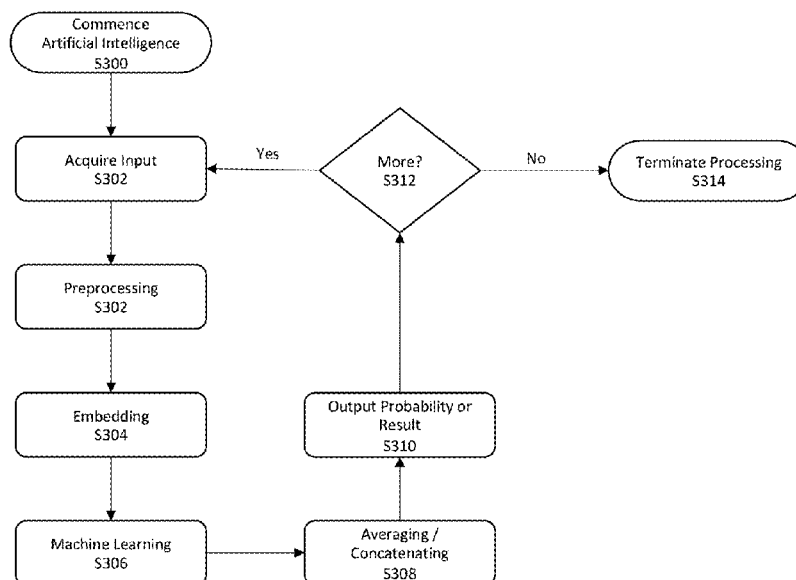 Commence
Artificial Intelligence
S300
Acquire Input
S302
Preprocessing
S302
Embedding
S304
Machine Learning
S306
Averaging /
Concatenating
S308
Output Probability or
Result
S310
More?
S312
Yes
No
Terminate Processing
S314